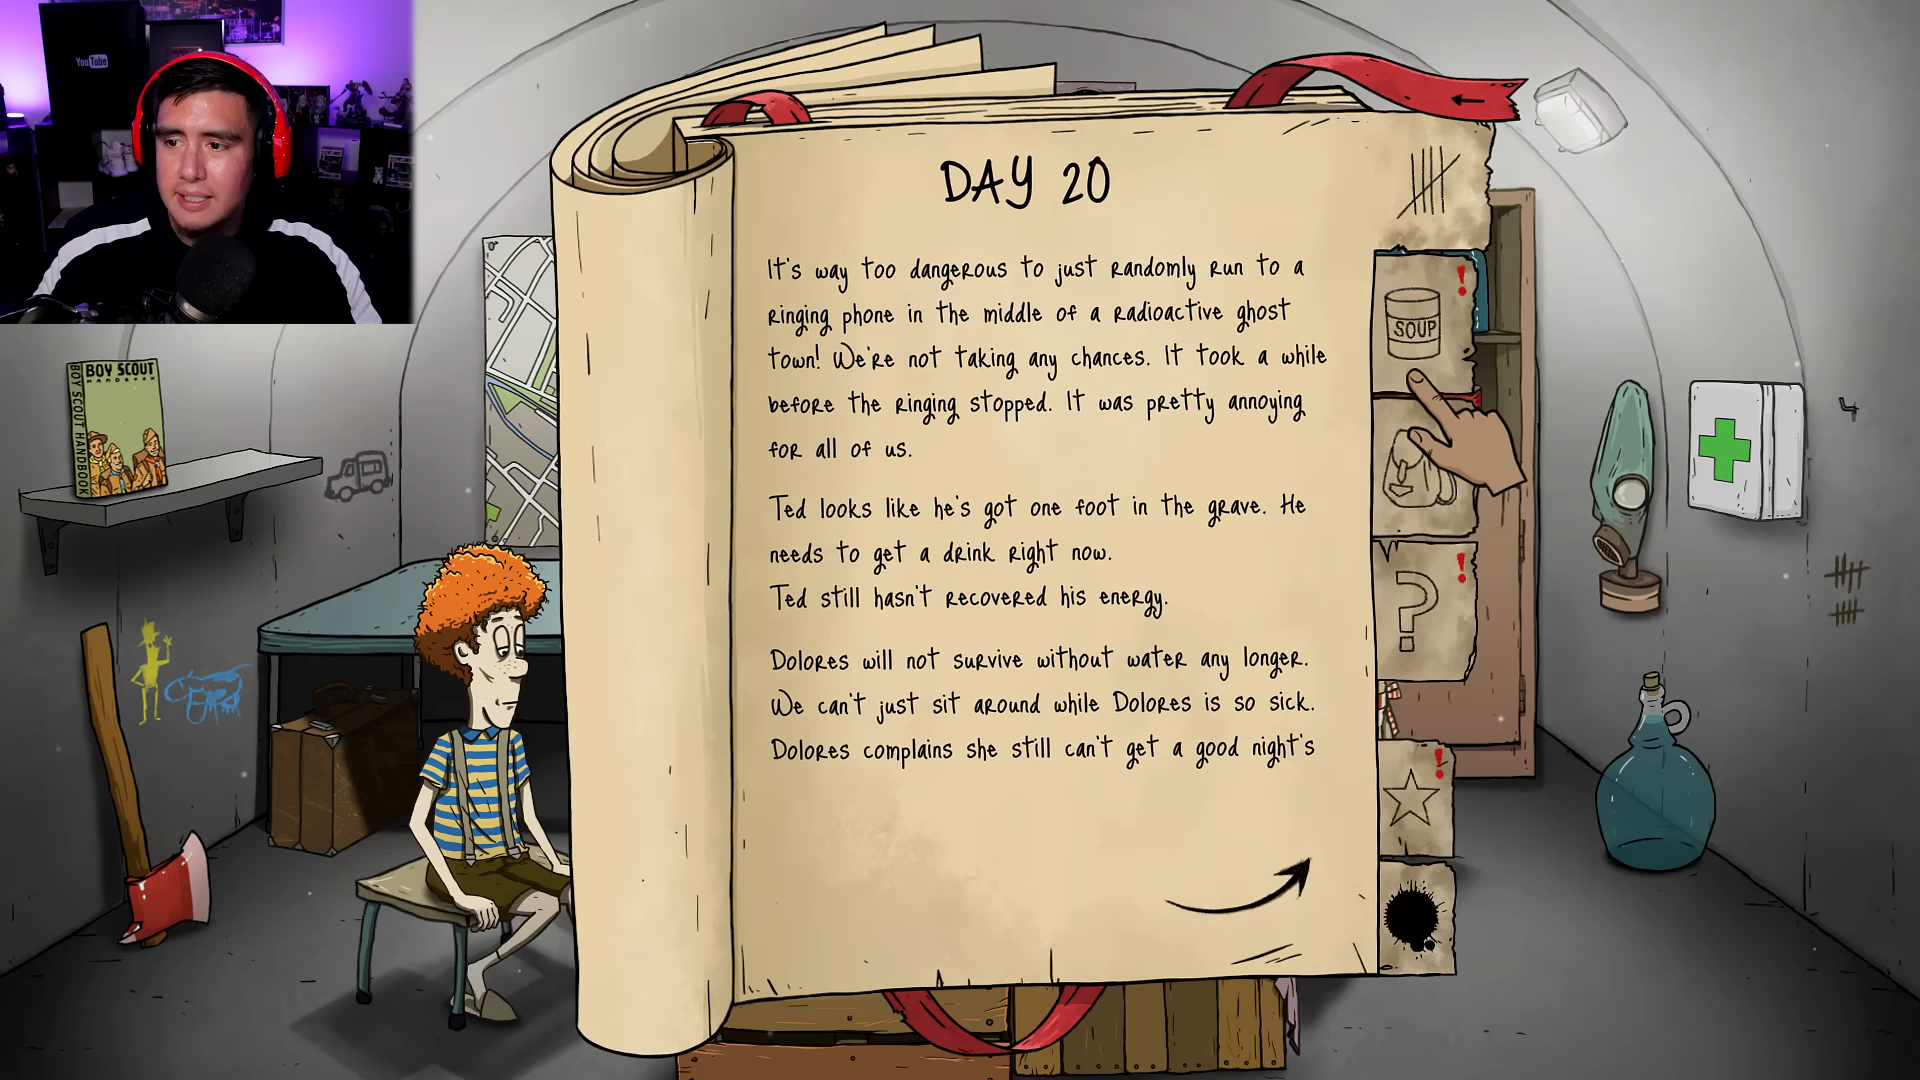 YouTube
DAY 20
It's way too dangerous to just randomly run to a
ringing phone in the middle of a radioactive ghost
town! We're not taking any chances. It took a while
before the ringing stopped. It was pretty annoying
for all of us.
Ted looks like he's got one foot in the grave. He
needs to get a drink right now.
Ted still hasn't recovered his energy.
Dolores will not survive without water any longer.
We can't just sit around while Dolores is so sick.
Dolores complains she still can't get a good night's
!
SOUP
!
?
!
BOY SCOUT
HANDBOOK
BOY SCOUT HANDBOOK